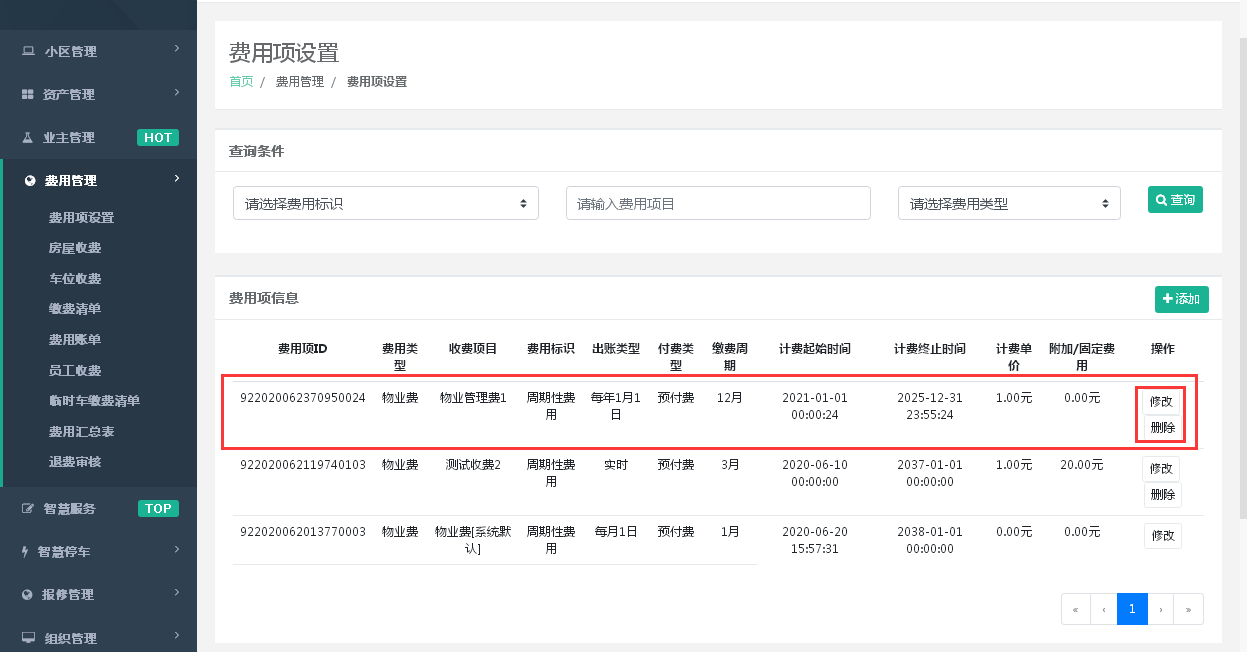 小区管理
资产管理
业主管理 HOT
费用管理
费用项设置
房屋收费
车位收费
缴费清单
费用账单
员工收费
临时车缴费清单
费用汇总表
退费审核
智慧服务 TOP
智慧停车
报修管理
组织管理
费用项设置
首页 / 费用管理 / 费用项设置
查询条件
请选择费用标识 请输入费用项目 请选择费用类型 查询
费用项信息 添加
费用项ID 费用类 收费项目 费用标识 出账类型 付费类 缴费周 计费起始时间 计费终止时间 计费单 附加/固定费 操作
型 型 期 价 用
922020062370950024 物业费 物业管理费1 周期性费 每年1月1 预付费 12月 2021-01-01 2025-12-31 1.00元 0.00元 修改
用 日 00:00:24 23:55:24
删除
922020062119740103 物业费 测试收费2 周期性费 实时 预付费 3月 2020-06-10 2037-01-01 1.00元 20.00元 修改
用 00:00:00 00:00:00
删除
922020062013770003 物业费 物业费[系统默 周期性费 每月1日 预付费 1月 2020-06-20 2038-01-01 0.00元 0.00元 修改
认] 用 15:57:31 00:00:00
« ‹ 1 › »